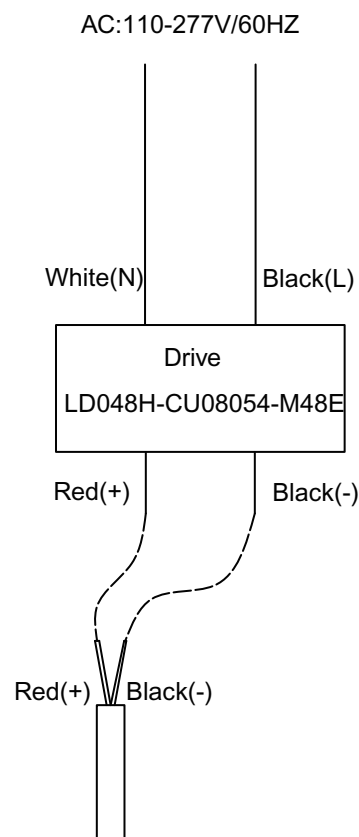 AC:110-277V/60HZ
White(N) Black(L)
Drive
LD048H-CU08054-M48E
Red(+) Black(-)
Red(+) Black(-)